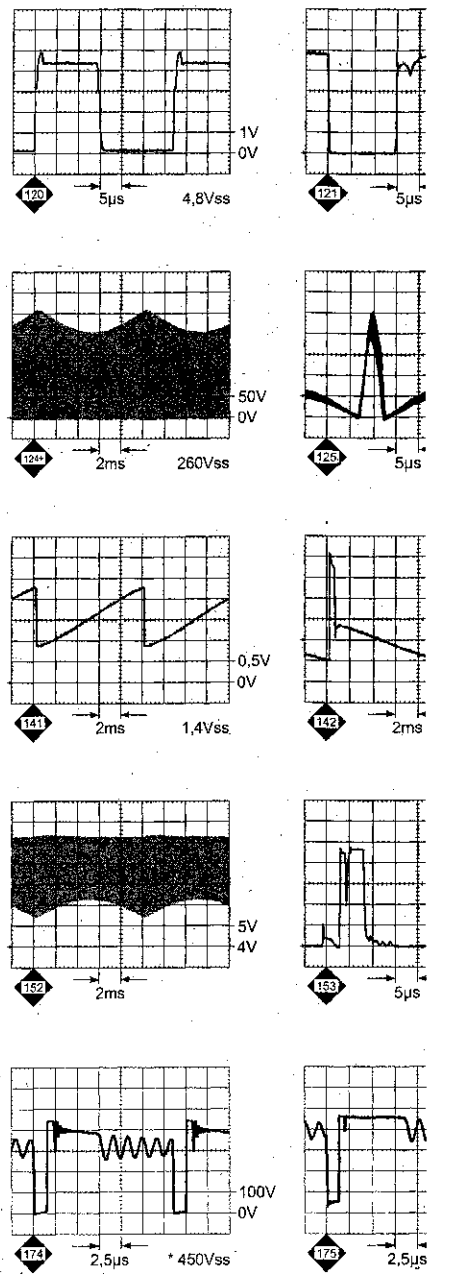 1V
0V
120 5µs 4,8Vss
121 5µs
50V
0V
124+ 2ms 260Vss
125 5µs
0,5V
0V
141 2ms 1,4Vss
142 2ms
5V
4V
152 2ms
153 5µs
100V
0V
174 2,5µs * 450Vss
175 2,5µs